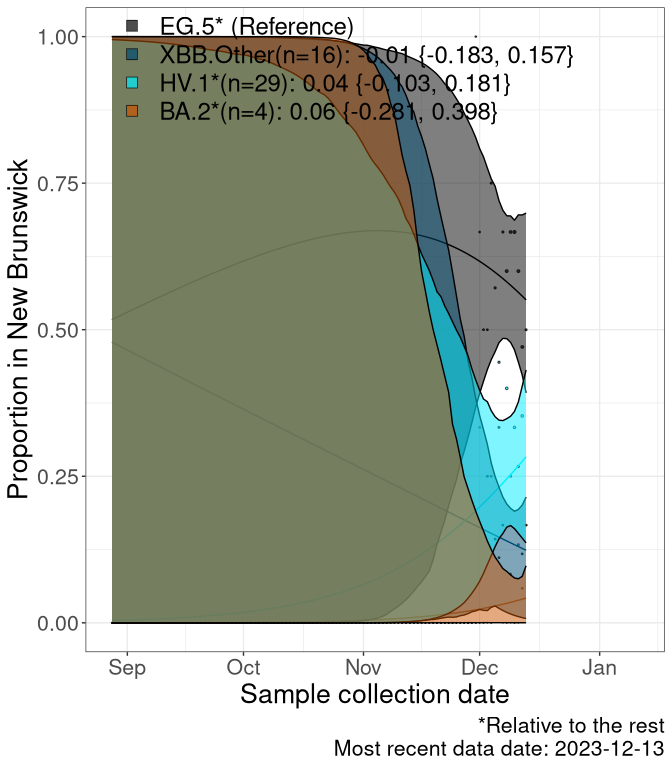 EG.5* (Reference)
XBB.Other(n=16): -0.01 {-0.183, 0.157}
HV.1*(n=29): 0.04 {-0.103, 0.181}
BA.2*(n=4): 0.06 {-0.281, 0.398}
1.00
0.75
0.50
0.25
0.00
Proportion in New Brunswick
Sep Oct Nov Dec Jan
Sample collection date
*Relative to the rest
Most recent data date: 2023-12-13